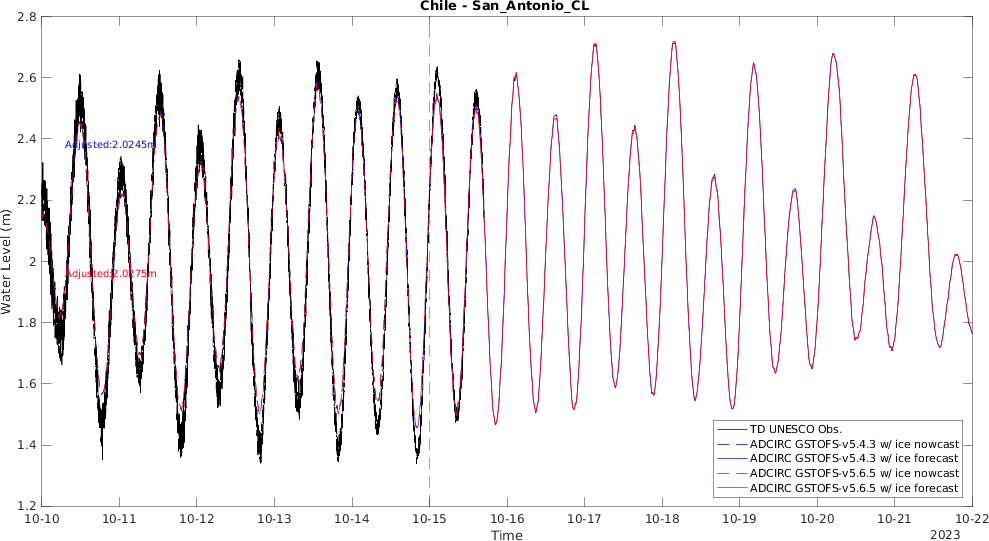 Chile - San_Antonio_CL
2.8
2.6
2.4
2.2
2
1.8
1.6
1.4
1.2
Water Level (m)
Adjusted:2.0245m
Adjusted:2.0275m
TD UNESCO Obs.
ADCIRC GSTOFS-v5.4.3 w/ ice nowcast
ADCIRC GSTOFS-v5.4.3 w/ ice forecast
ADCIRC GSTOFS-v5.6.5 w/ ice nowcast
ADCIRC GSTOFS-v5.6.5 w/ ice forecast
10-10 10-11 10-12 10-13 10-14 10-15 10-16 10-17 10-18 10-19 10-20 10-21 10-22
Time
2023